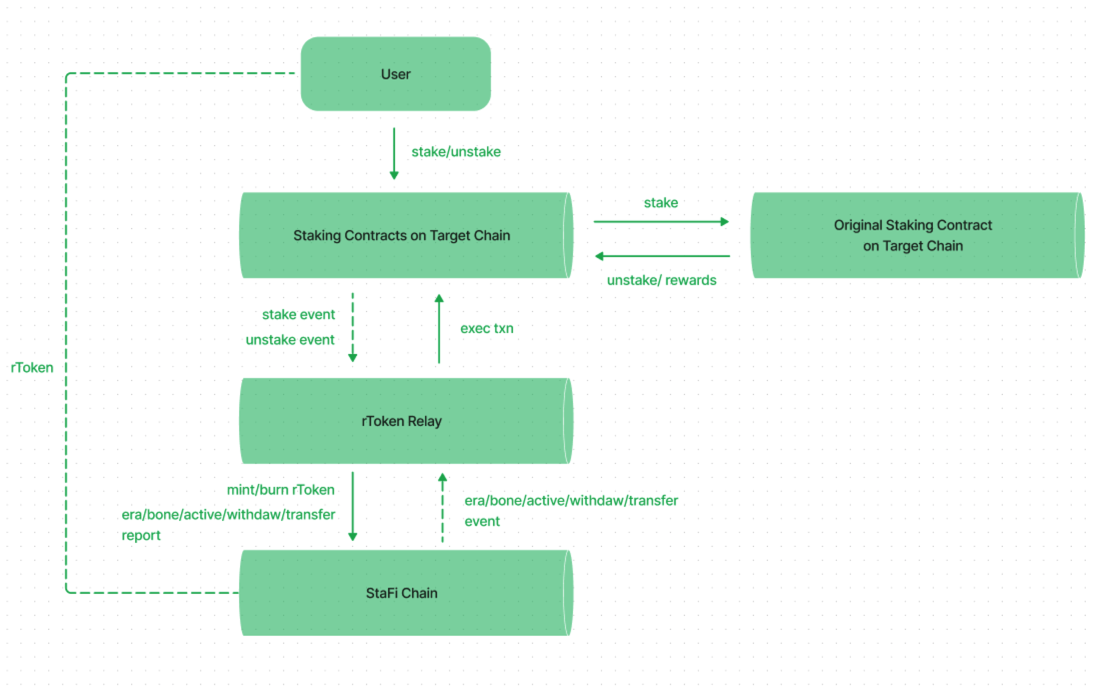 User
stake/unstake
Staking Contracts on Target Chain
stake
Original Staking Contract
on Target Chain
unstake/ rewards
stake event
unstake event
exec txn
rToken
rToken Relay
mint/burn rToken
era/bone/active/withdaw/transfer
report
era/bone/active/withdaw/transfer
event
StaFi Chain